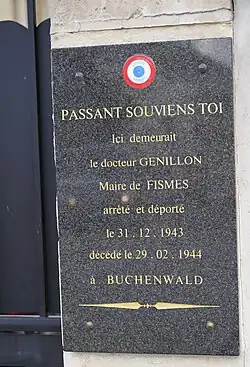 PASSANT SOUVIENS TOI
Ici demeurait
le docteur GENILLON
Maire de FISMES
arrêté et déporté
le 31.12.1943
décédé le 29.02.1944
à BUCHENWALD